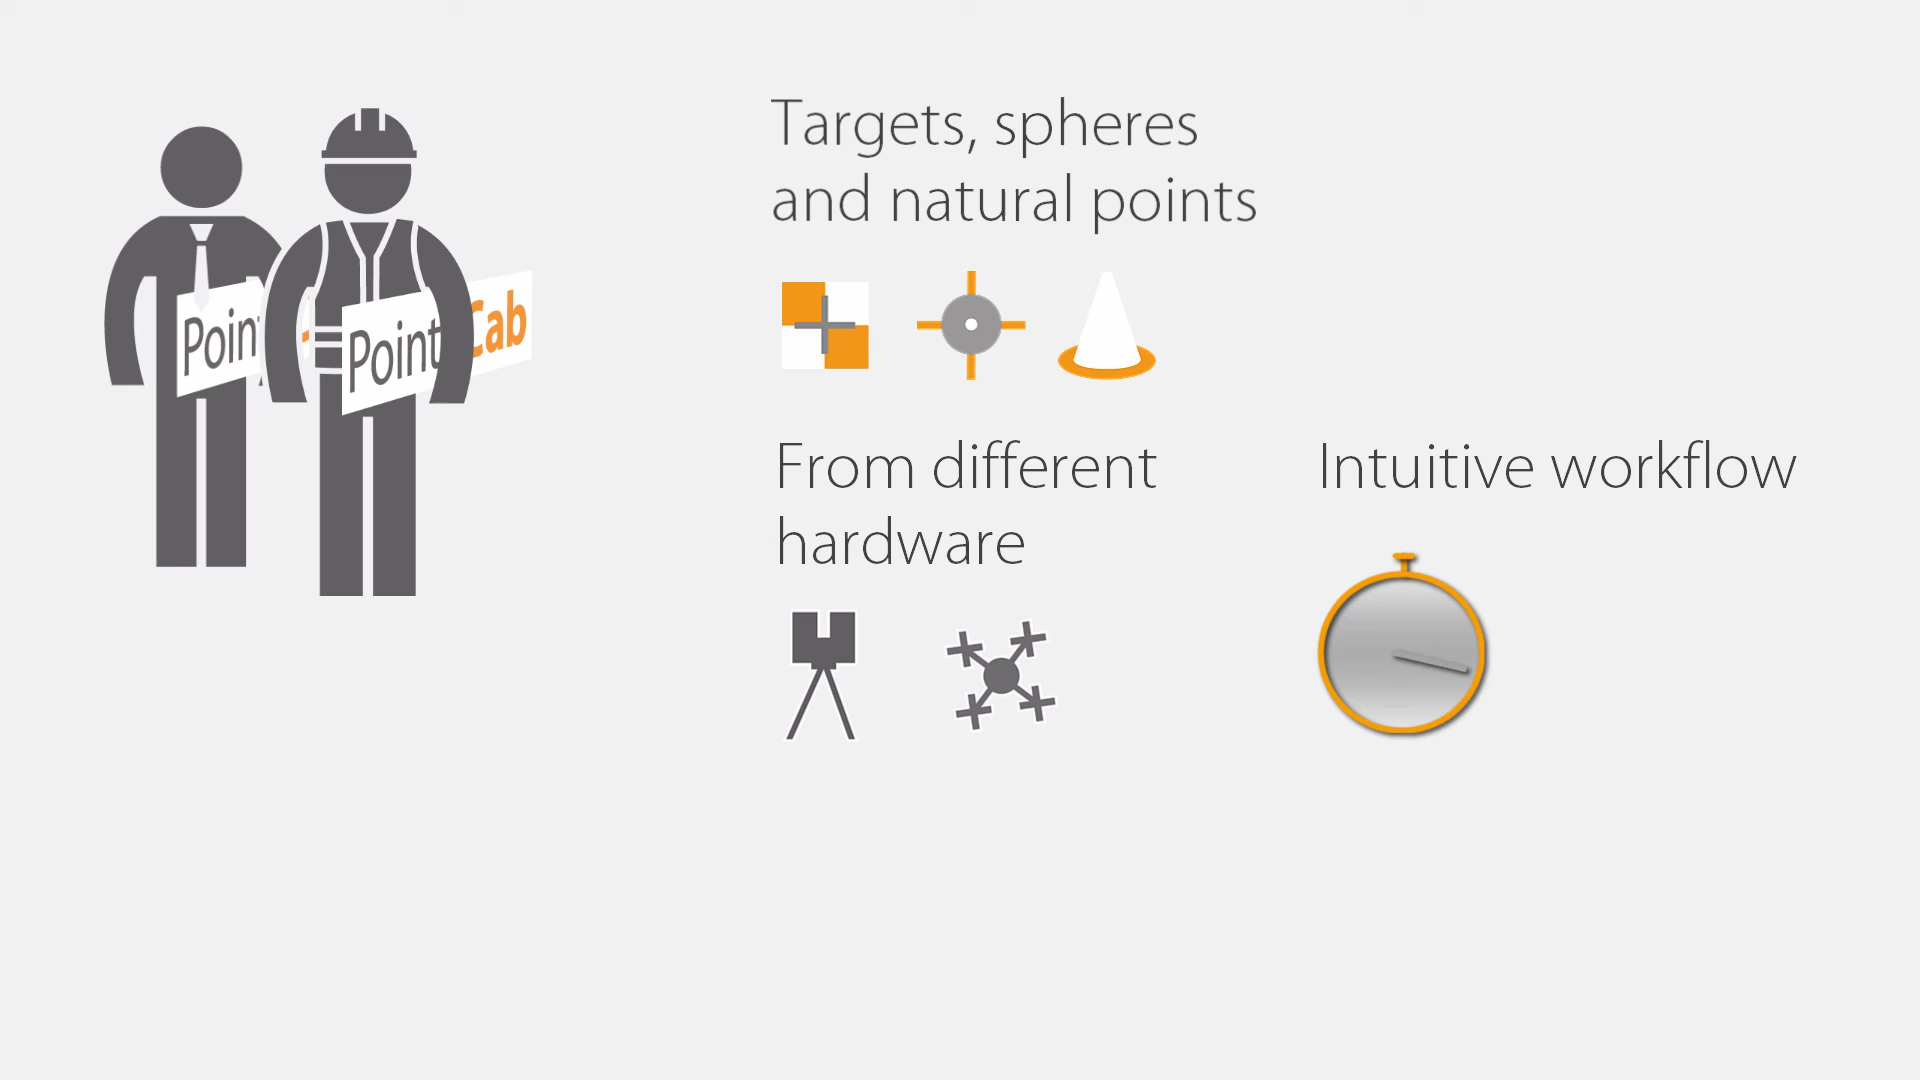 Targets, spheres
and natural points
From different
hardware
Intuitive workflow
Poin
Point
Cab